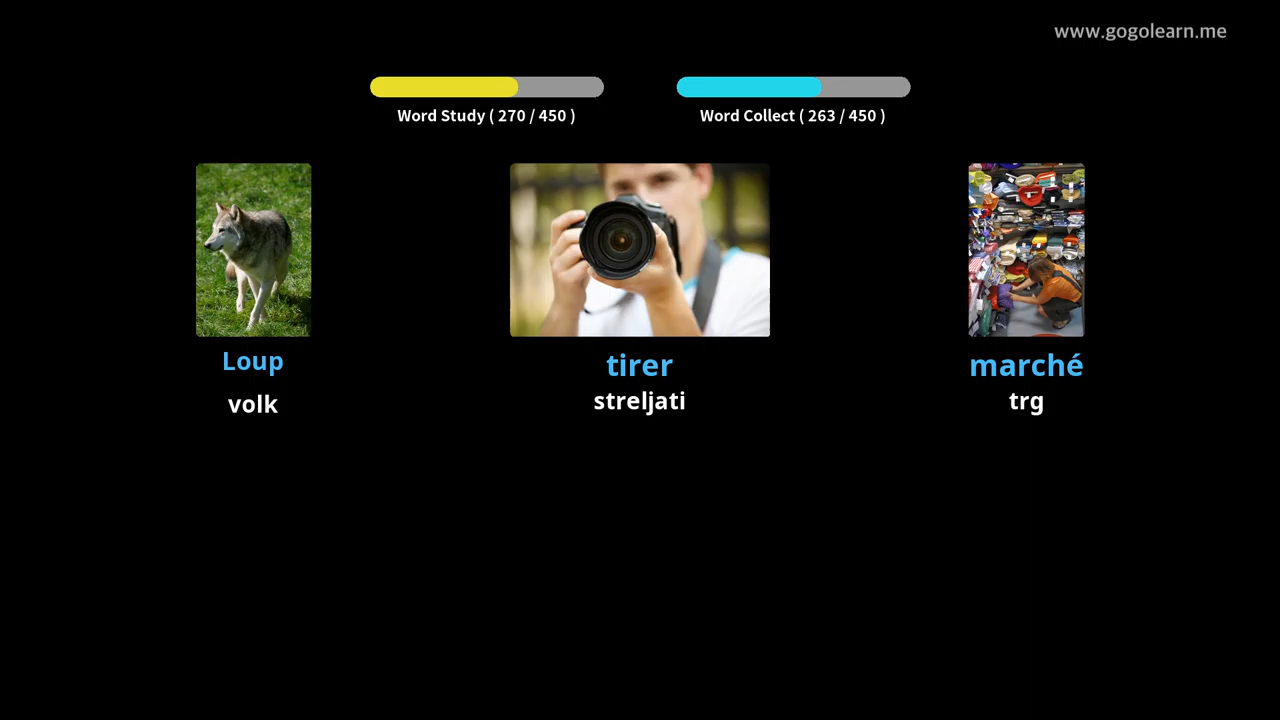 www.gogolearn.me
Word Study ( 270 / 450 )
Word Collect ( 263 / 450 )
Loup
volk
tirer
streljati
marché
trg